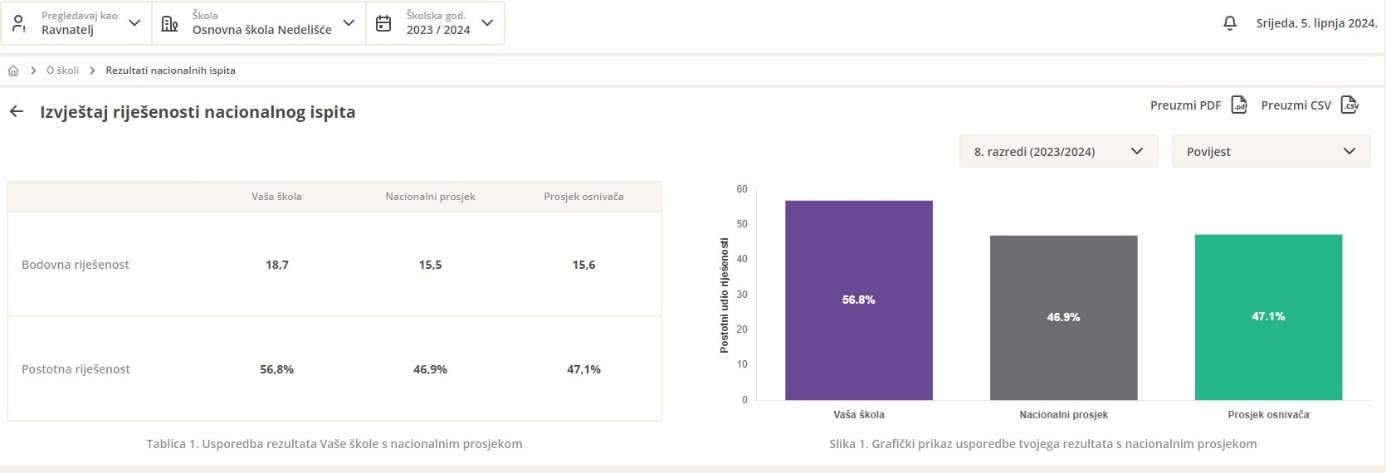 Pregledavaj kao
Ravnatelj
Škola
Osnovna škola Nedelišće
Školska god.
2023 / 2024
Srijeda, 5. lipnja 2024.
O školi > Rezultati nacionalnih ispita
← Izvještaj riješenosti nacionalnog ispita
Preuzmi PDF .pdf Preuzmi CSV .csv
8. razredi (2023/2024)
Povijest
Vaša škola Nacionalni prosjek Prosjek osnivača
Bodovna riješenost 18,7 15,5 15,6
Postotna riješenost 56,8% 46,9% 47,1%
Tablica 1. Usporedba rezultata Vaše škole s nacionalnim prosjekom
Postotni udio riješenosti
60
50
40
30
20
10
0
56.8%
46.9%
47.1%
Vaša škola Nacionalni prosjek Prosjek osnivača
Slika 1. Grafički prikaz usporedbe tvojega rezultata s nacionalnim prosjekom